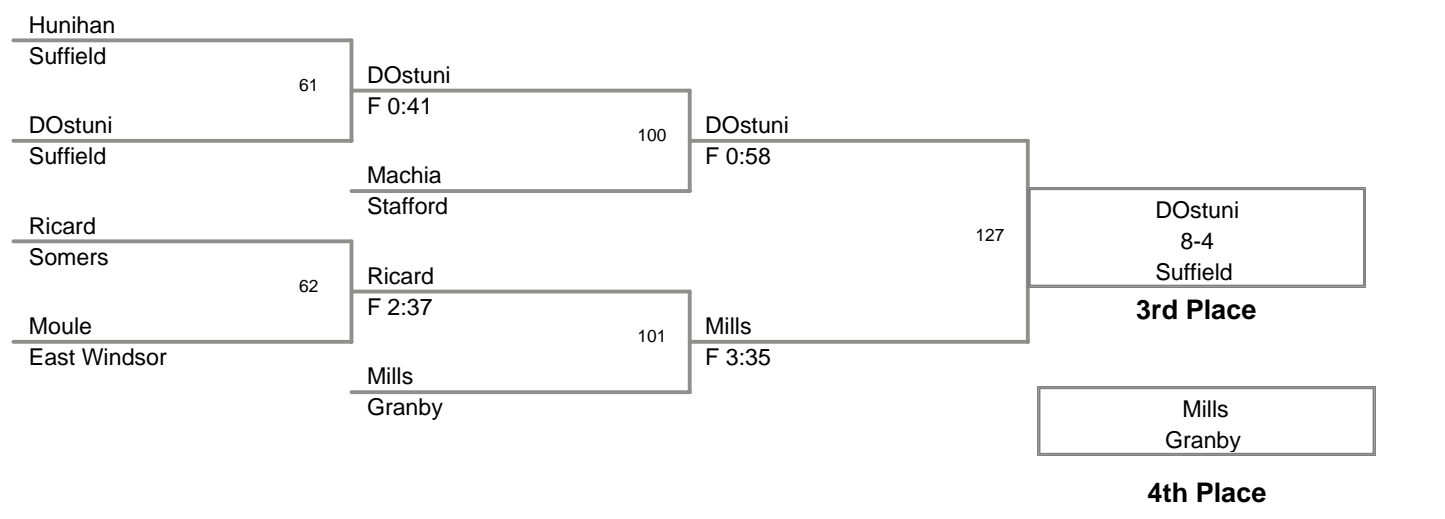 Hunihan
Suffield
61
DOstuni
F 0:41
DOstuni
Suffield
100
DOstuni
F 0:58
Machia
Stafford
Ricard
Somers
127
DOstuni
8-4
Suffield
3rd Place
62
Ricard
F 2:37
Moule
East Windsor
101
Mills
F 3:35
Mills
Granby
Mills
Granby
4th Place